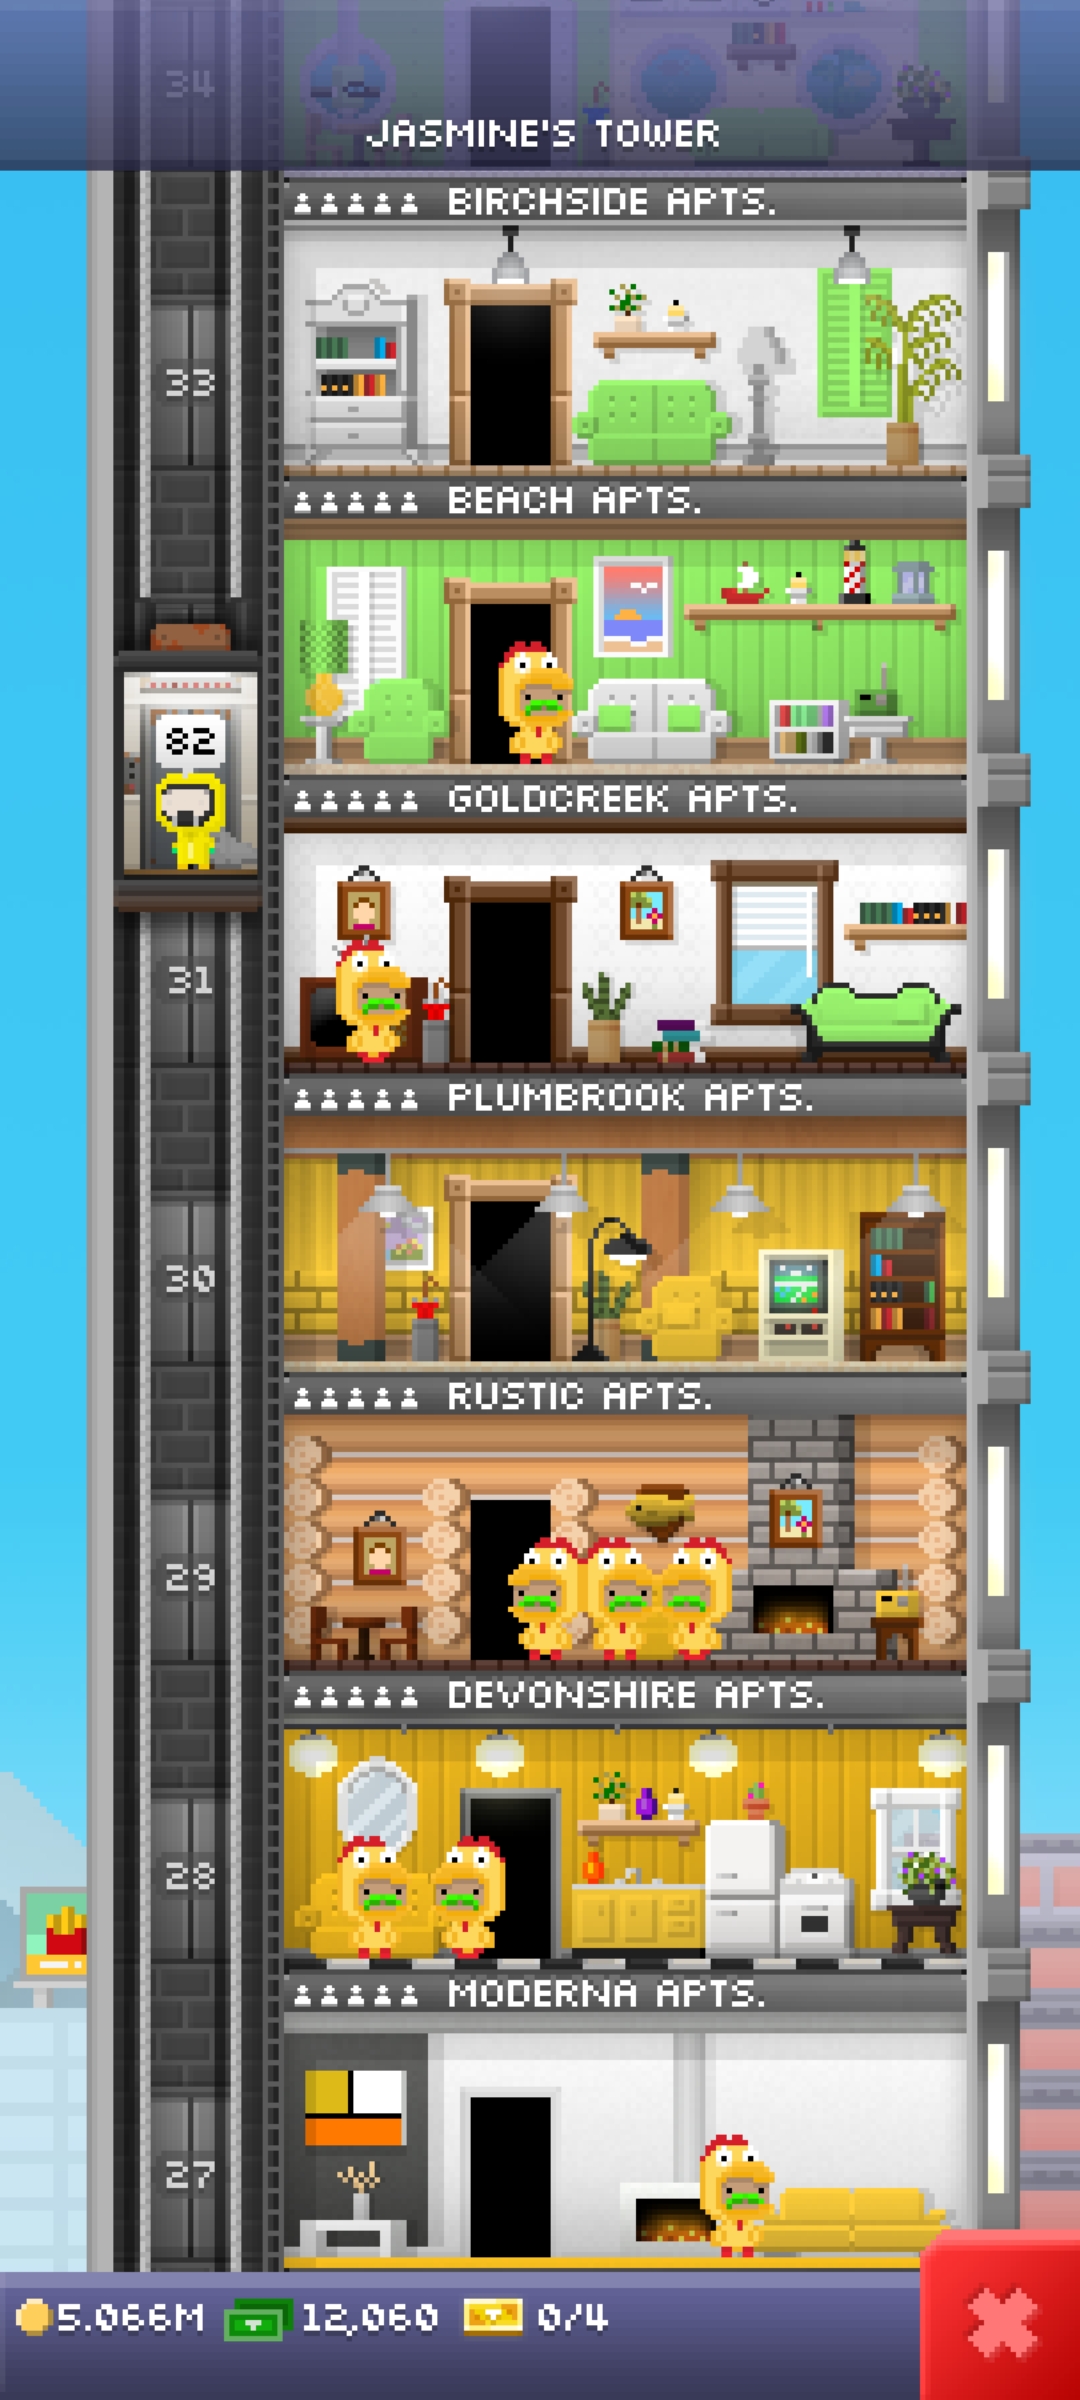 34
JASMINE'S TOWER
BIRCHSIDE APTS.
33
BEACH APTS.
82
GOLDCREEK APTS.
31
PLUMBROOK APTS.
30
RUSTIC APTS.
29
DEVONSHIRE APTS.
28
MODERNA APTS.
27
5.066M 12,060 0/4